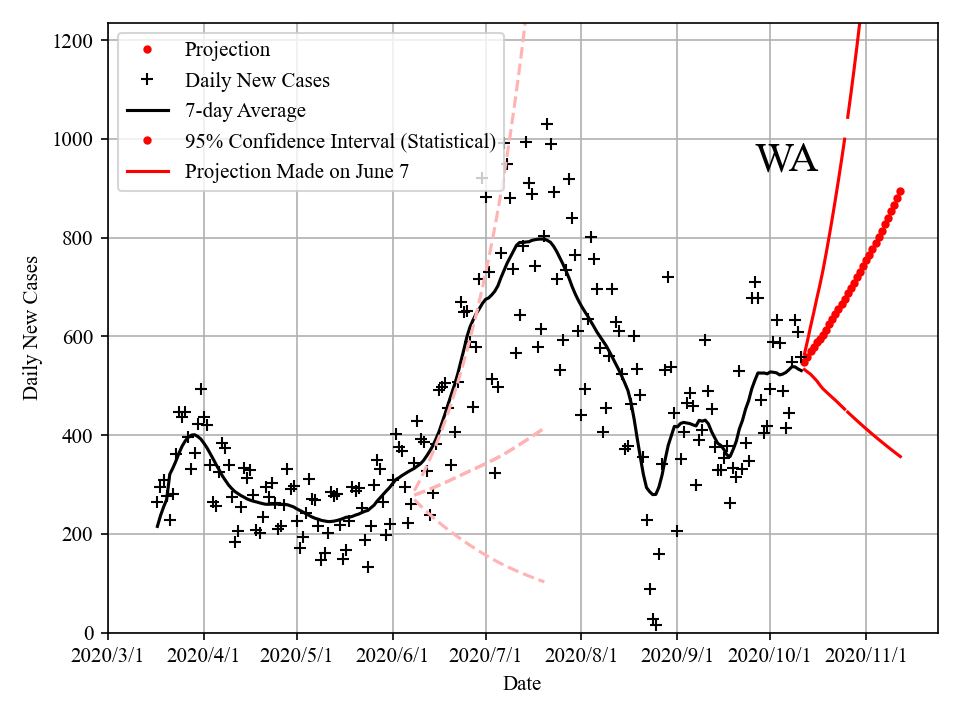 1200
1000
800
600
400
200
0
Daily New Cases
Projection
Daily New Cases
7-day Average
95% Confidence Interval (Statistical)
Projection Made on June 7
WA
2020/3/1
2020/4/1
2020/5/1
2020/6/1
2020/7/1
2020/8/1
2020/9/1
2020/10/1
2020/11/1
Date